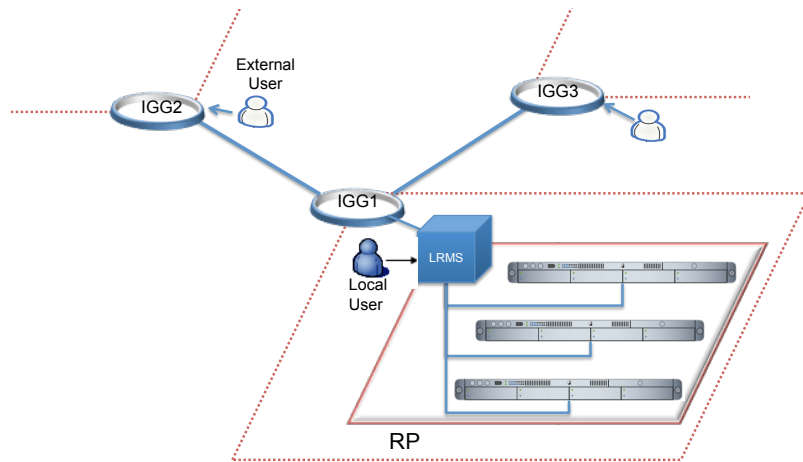 External
User
IGG2
IGG3
IGG1
LRMS
Local
User
RP